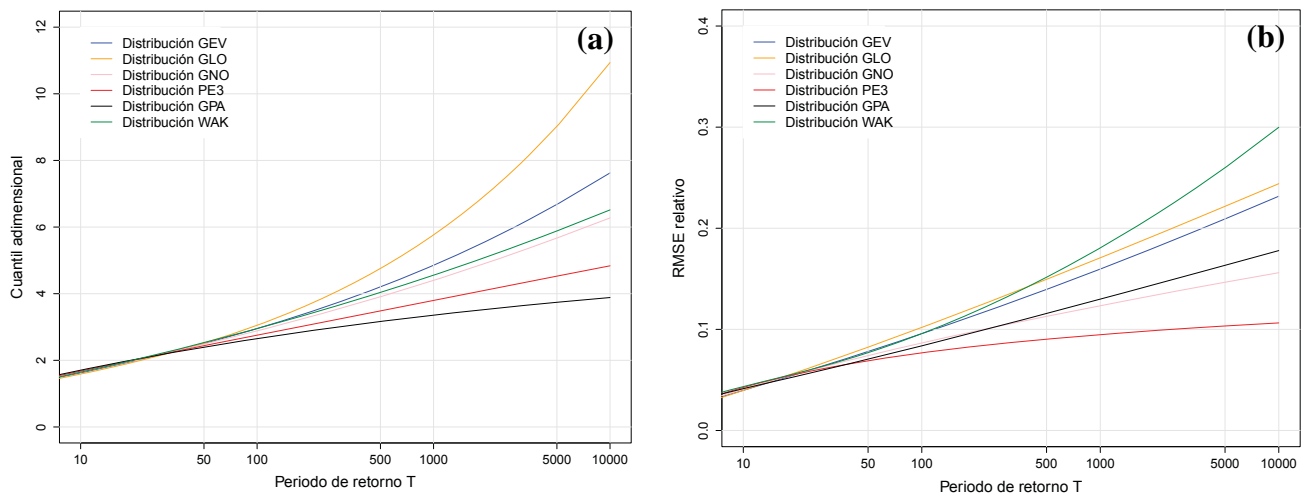 (a)
Distribución GEV
Distribución GLO
Distribución GNO
Distribución PE3
Distribución GPA
Distribución WAK
Cuantil adimensional
12
10
8
6
4
2
0
10 50 100 500 1000 5000 10000
Periodo de retorno T
(b)
Distribución GEV
Distribución GLO
Distribución GNO
Distribución PE3
Distribución GPA
Distribución WAK
RMSE relativo
0.4
0.3
0.2
0.1
0.0
10 50 100 500 1000 5000 10000
Periodo de retorno T